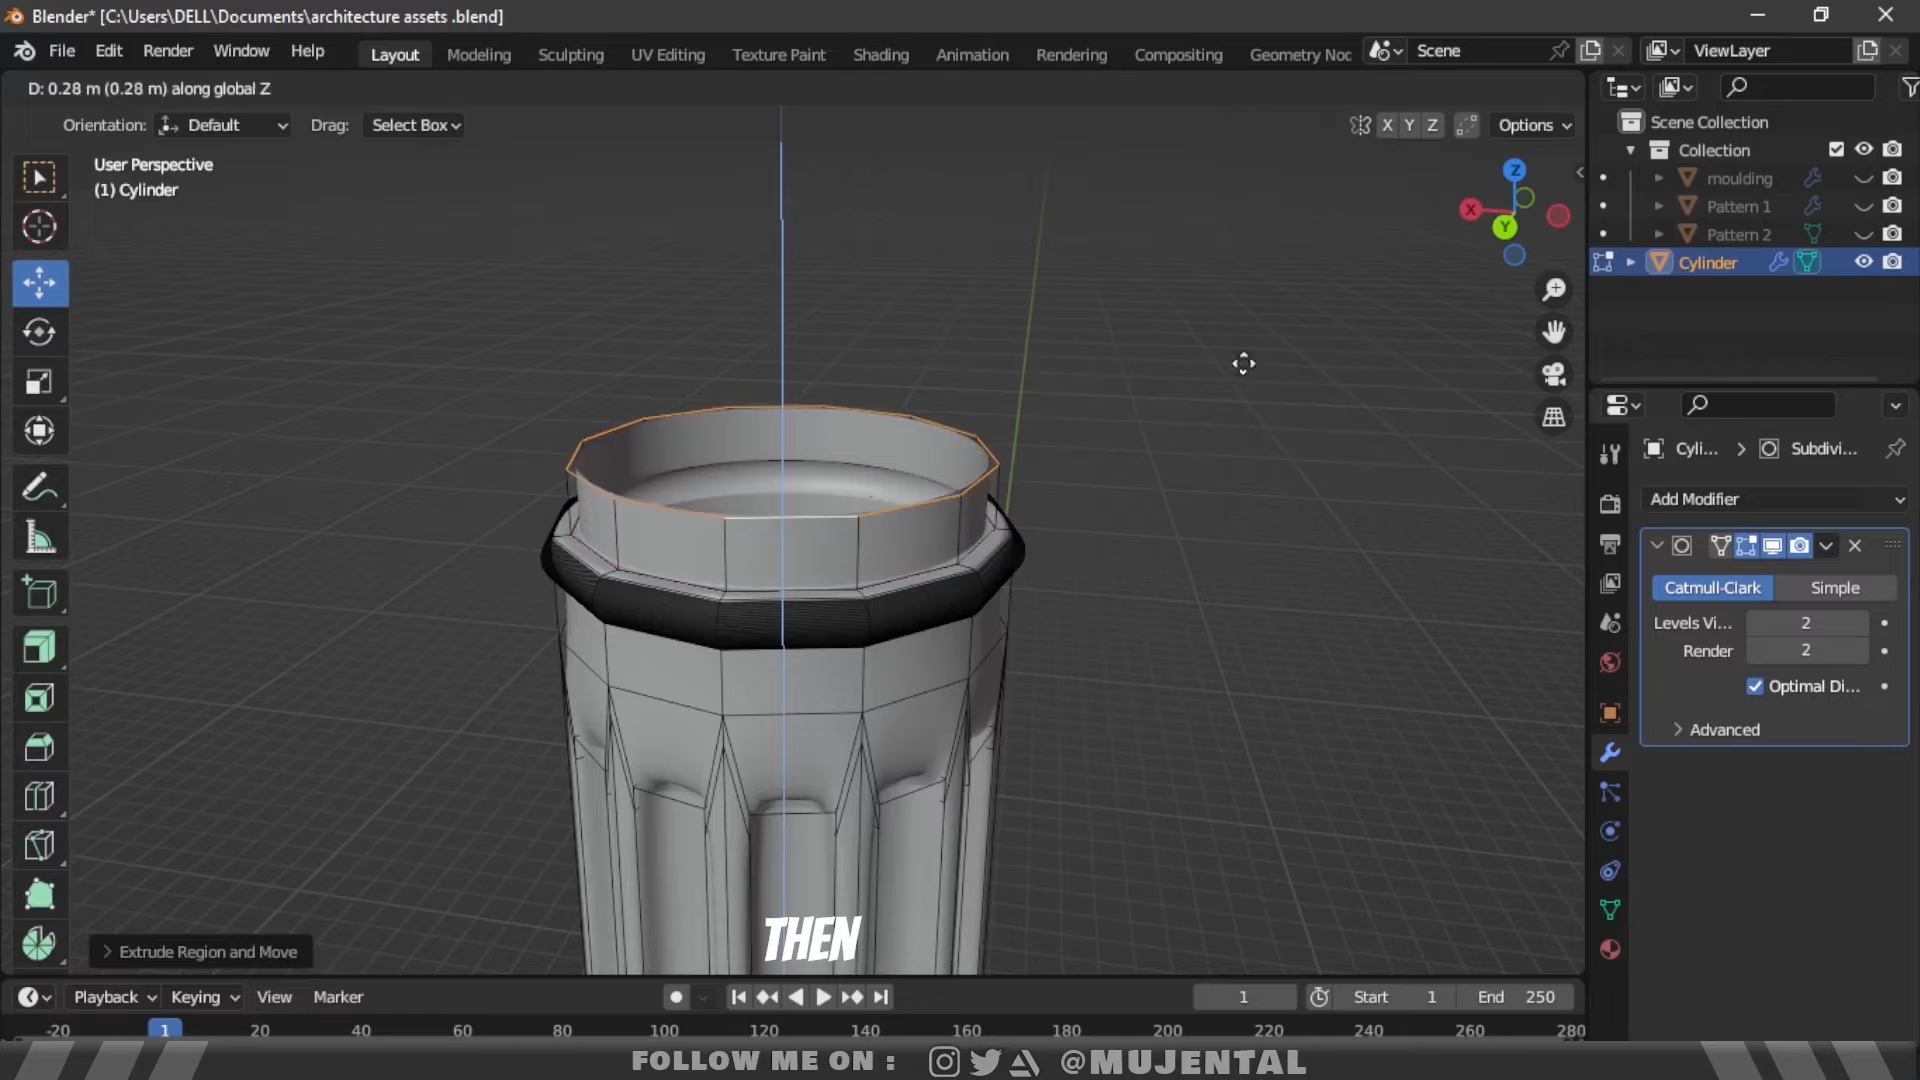 Blender* [C:\Users\DELL\Documents\architecture assets .blend]
File Edit Render Window Help Layout Modeling Sculpting UV Editing Texture Paint Shading Animation Rendering Compositing Geometry Noc Scene ViewLayer
D: 0.28 m (0.28 m) along global Z
Orientation: Default Drag: Select Box X Y Z Options
User Perspective
(1) Cylinder
Z
X
Y
Scene Collection
Collection
moulding
Pattern 1
Pattern 2
Cylinder
Cyli... Subdivi...
Add Modifier
Catmull-Clark Simple
Levels Vi... 2
Render 2
Optimal Di...
Advanced
Extrude Region and Move
THEN
Playback Keying View Marker 1 Start 1 End 250
-20 1 20 40 60 80 100 120 140 160 180 200 220 240 260 280
FOLLOW ME ON : @MUJENTAL